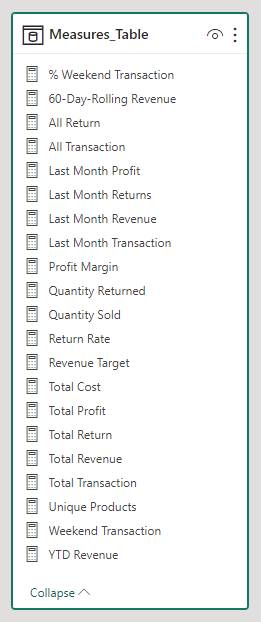 Measures_Table
% Weekend Transaction
60-Day-Rolling Revenue
All Return
All Transaction
Last Month Profit
Last Month Returns
Last Month Revenue
Last Month Transaction
Profit Margin
Quantity Returned
Quantity Sold
Return Rate
Revenue Target
Total Cost
Total Profit
Total Return
Total Revenue
Total Transaction
Unique Products
Weekend Transaction
YTD Revenue
Collapse